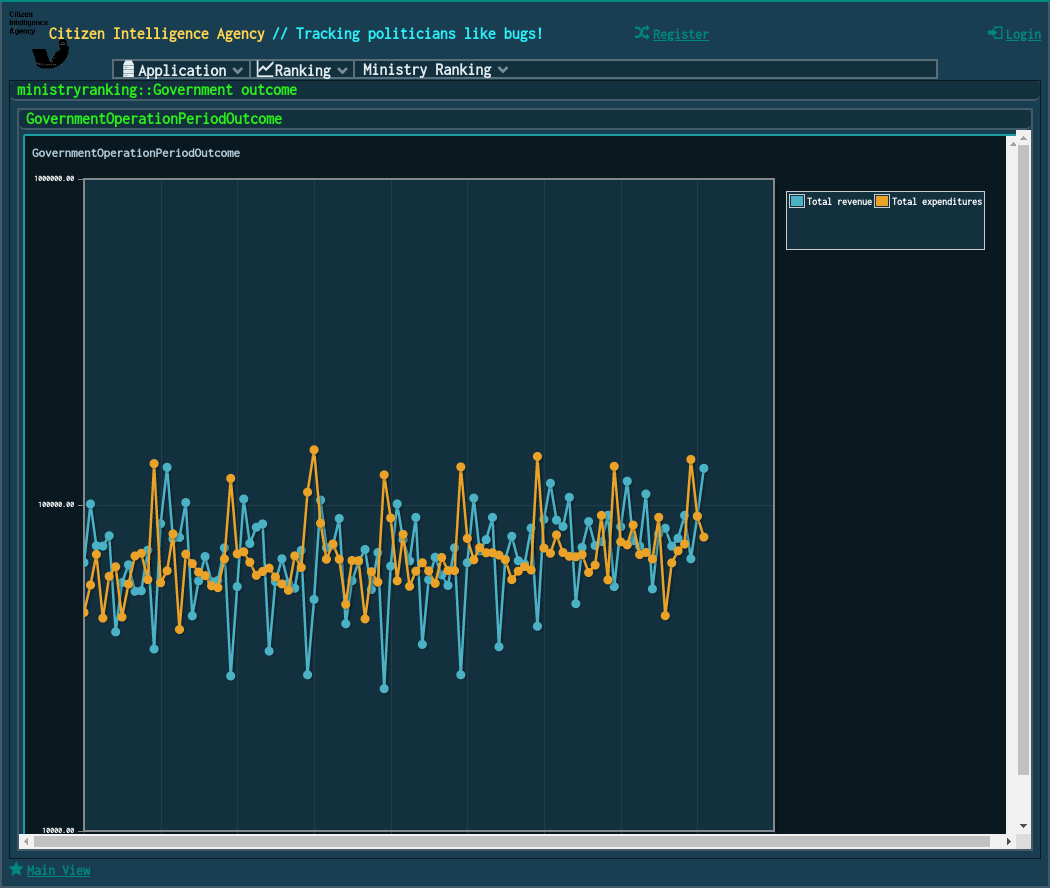 Citizen
Intelligence
Agency
Citizen Intelligence Agency // Tracking politicians like bugs!
Register
Login
Application
Ranking
Ministry Ranking
ministryranking::Government outcome
GovernmentOperationPeriodOutcome
GovernmentOperationPeriodOutcome
1000000.00
Total revenue
Total expenditures
100000.00
10000.00
Main View